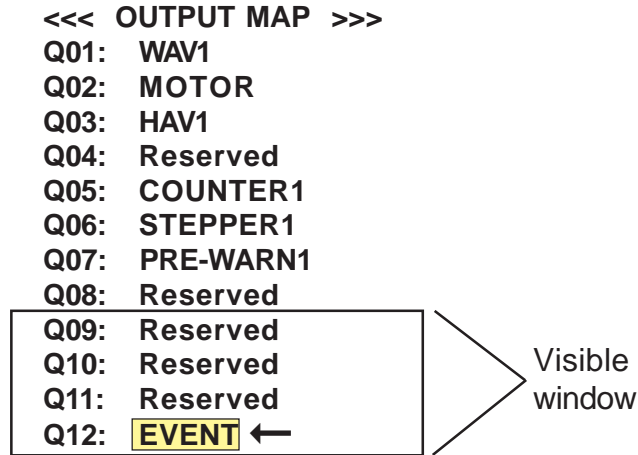 <<< OUTPUT MAP >>>
Q01: WAV1
Q02: MOTOR
Q03: HAV1
Q04: Reserved
Q05: COUNTER1
Q06: STEPPER1
Q07: PRE-WARN1
Q08: Reserved
Q09: Reserved
Q10: Reserved
Q11: Reserved
Q12: EVENT ←
Visible
window